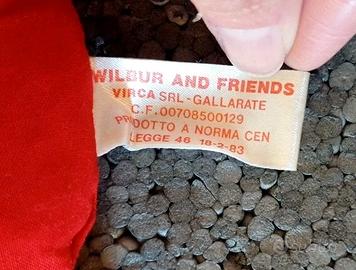 WILBUR AND FRIENDS
VIRCA SRL - GALLARATE
C.F. 00708500129
PRODOTTO A NORMA CEN
LEGGE 46 18-2-83